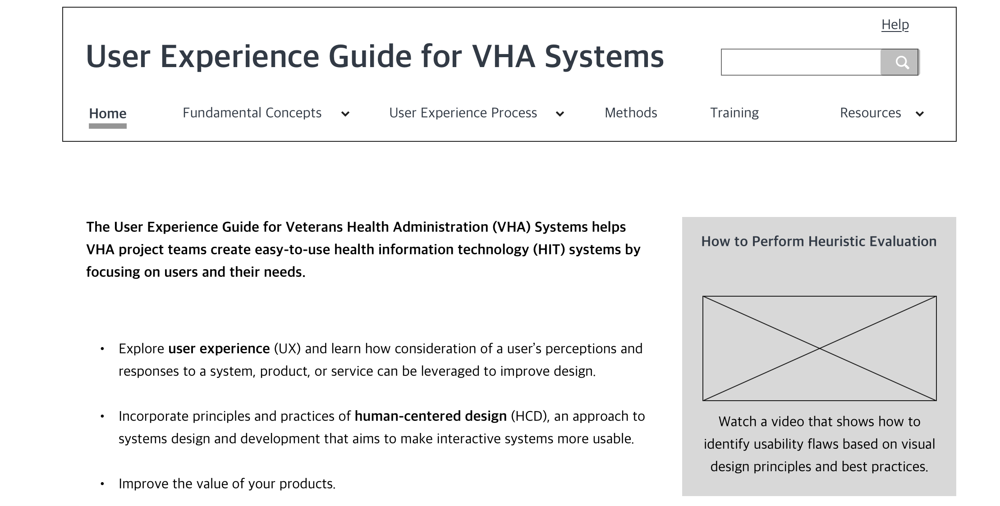 Help
User Experience Guide for VHA Systems
Home Fundamental Concepts User Experience Process Methods Training Resources
The User Experience Guide for Veterans Health Administration (VHA) Systems helps
VHA project teams create easy-to-use health information technology (HIT) systems by
focusing on users and their needs.
• Explore user experience (UX) and learn how consideration of a user’s perceptions and
responses to a system, product, or service can be leveraged to improve design.
• Incorporate principles and practices of human-centered design (HCD), an approach to
systems design and development that aims to make interactive systems more usable.
• Improve the value of your products.
How to Perform Heuristic Evaluation
Watch a video that shows how to
identify usability flaws based on visual
design principles and best practices.